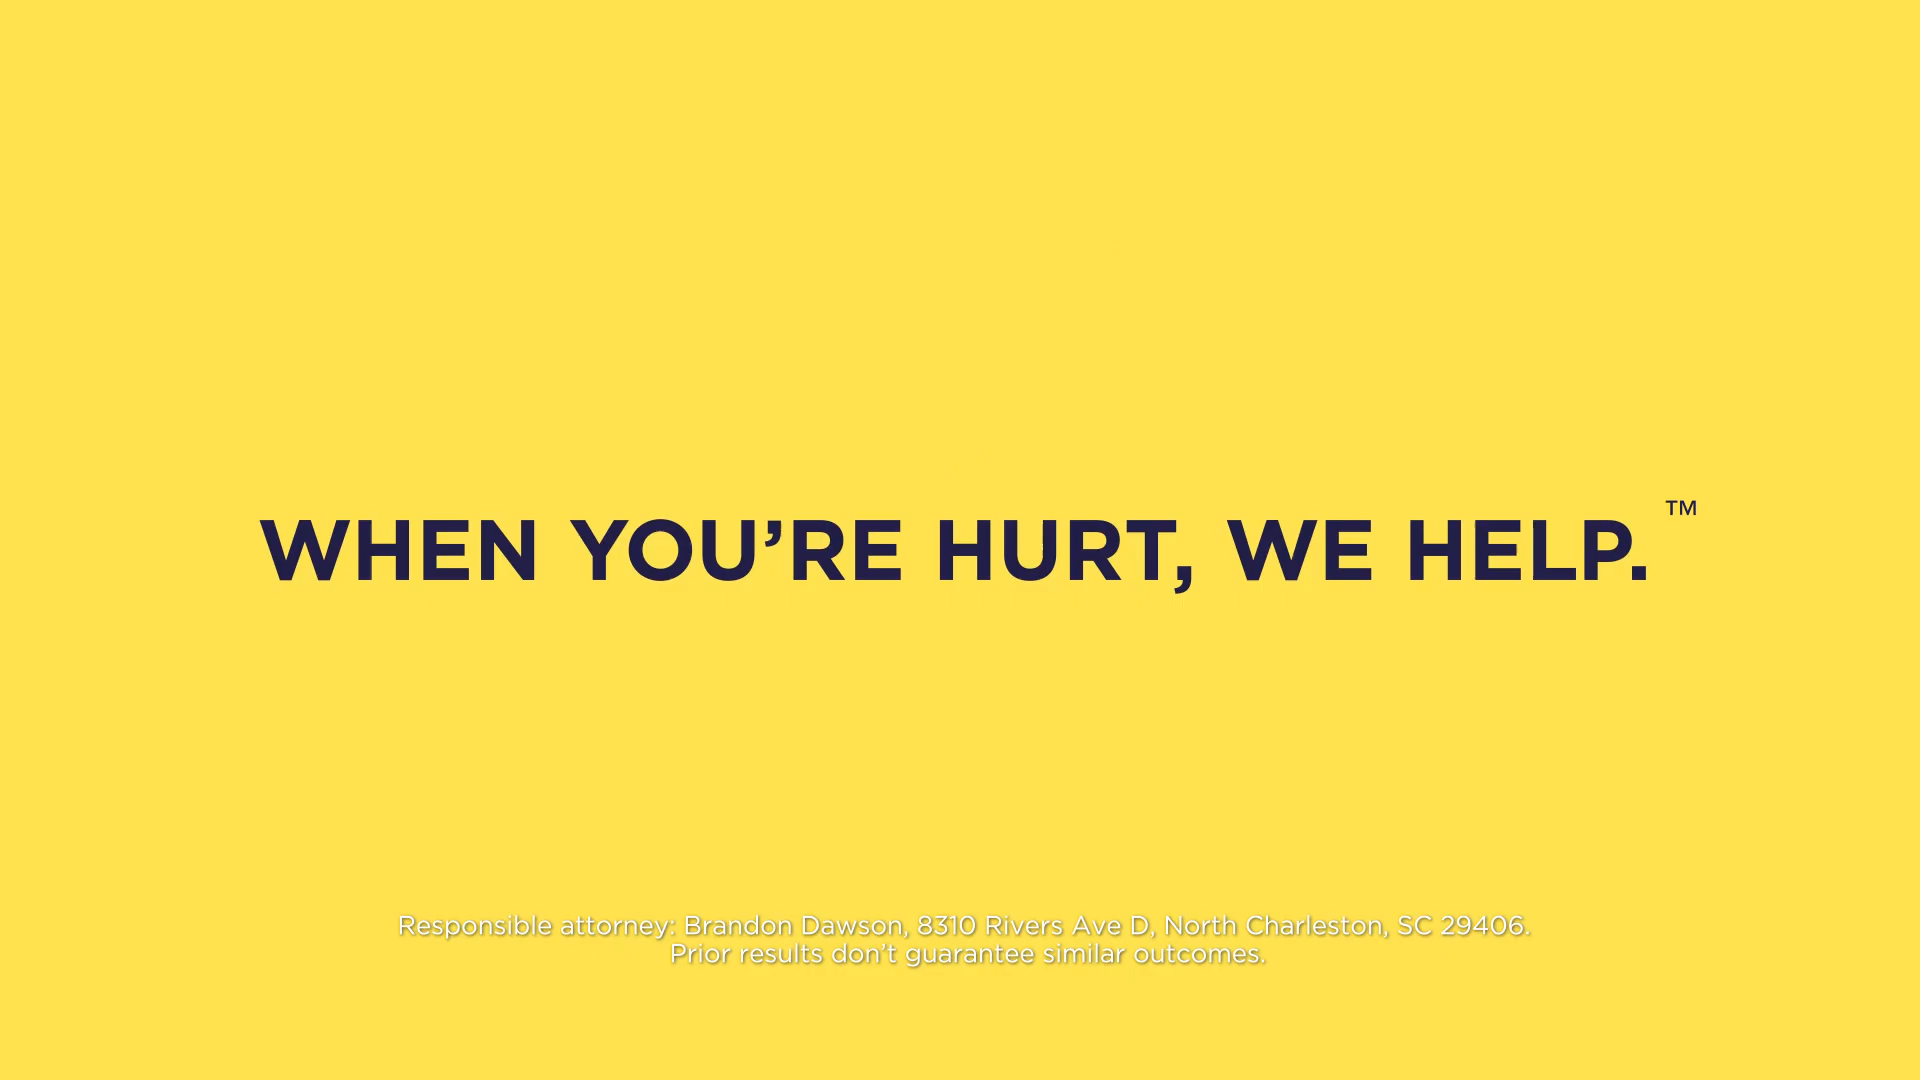 WHEN YOU’RE HURT, WE HELP.™
Responsible attorney: Brandon Dawson, 8310 Rivers Ave D, North Charleston, SC 29406.
Prior results don’t guarantee similar outcomes.